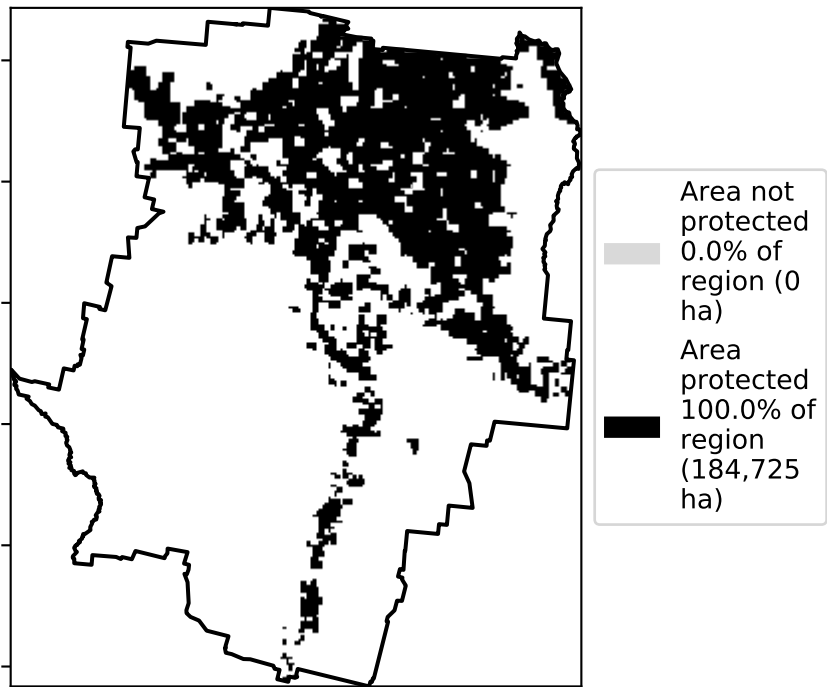 Area not
protected
0.0% of
region (0
ha)
Area
protected
100.0% of
region
(184,725
ha)